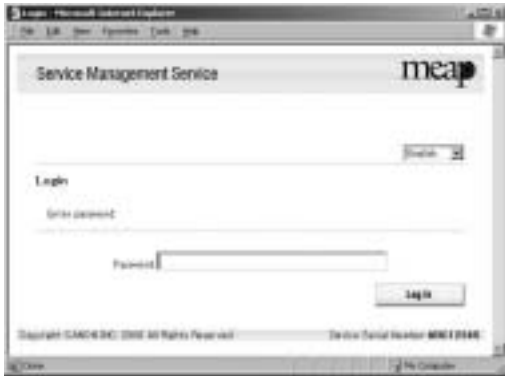 Login - Microsoft Internet Explorer
File Edit View Favorites Tools Help
Service Management Service
meap
English
Login
Enter password
Password
Log In
Copyright CANON INC. All Rights Reserved
Device Serial Number
Done
My Computer